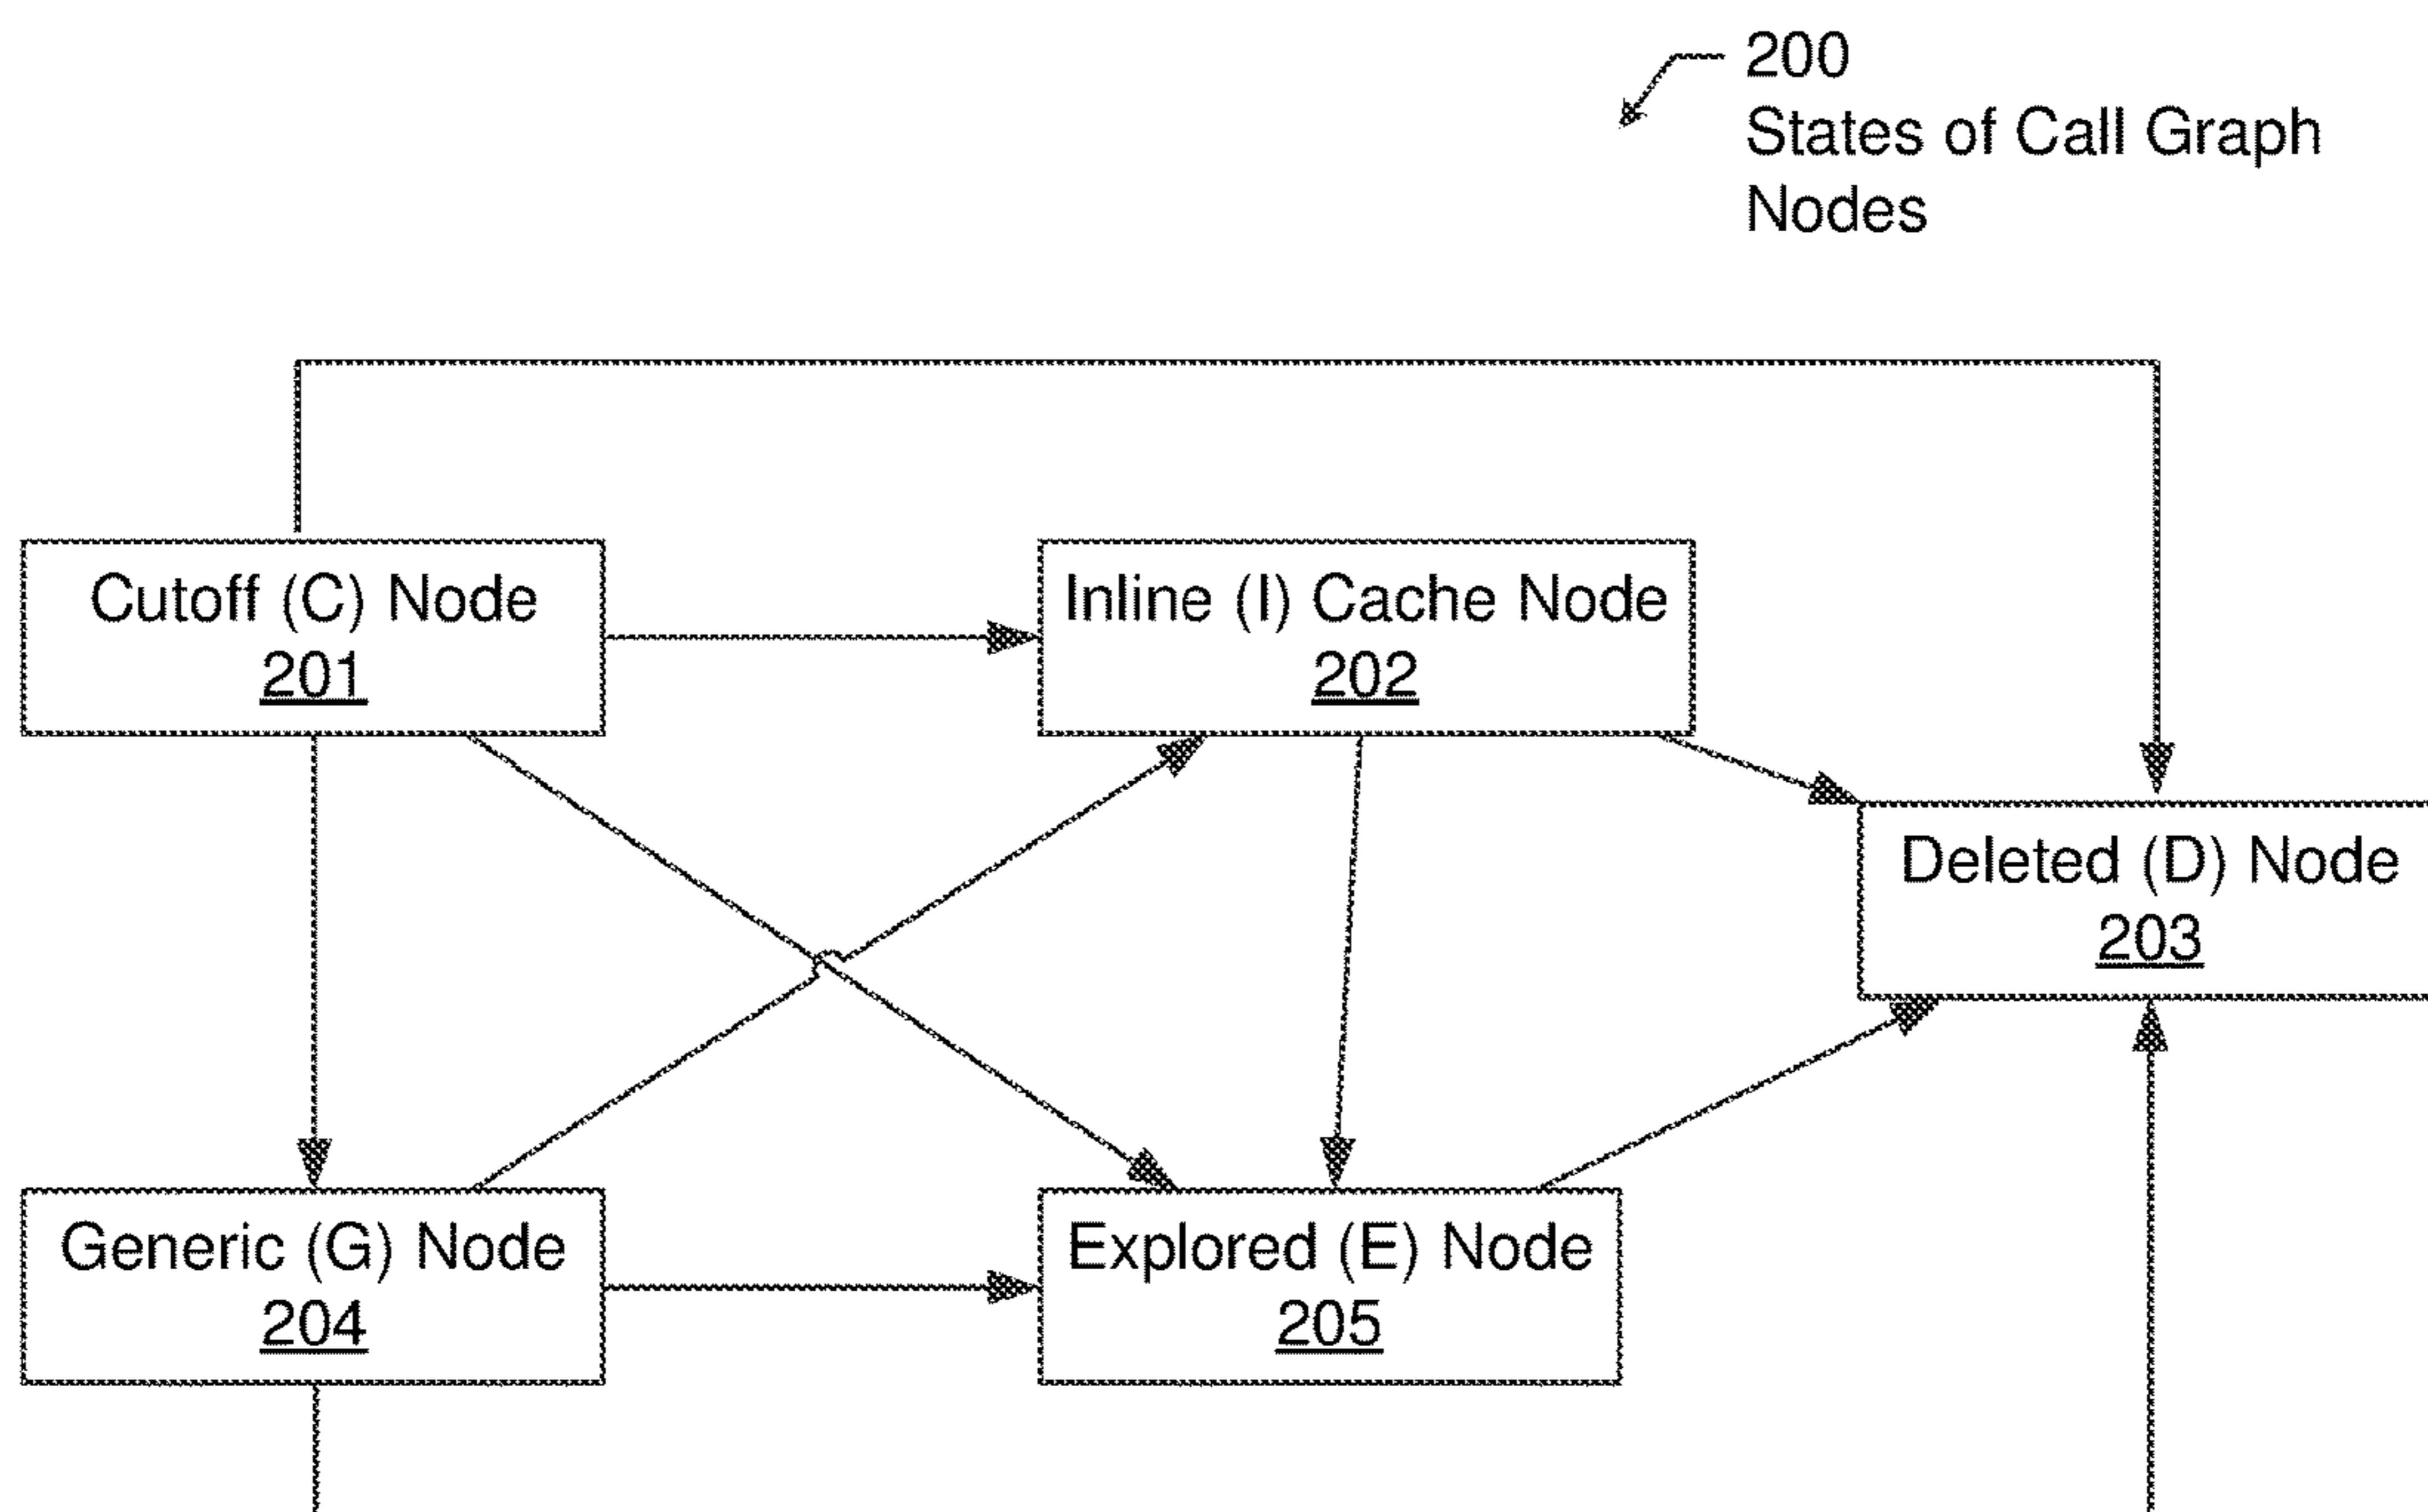 200
States of Call Graph
Nodes
Cutoff (C) Node
201
Inline (I) Cache Node
202
Deleted (D) Node
203
Generic (G) Node
204
Explored (E) Node
205